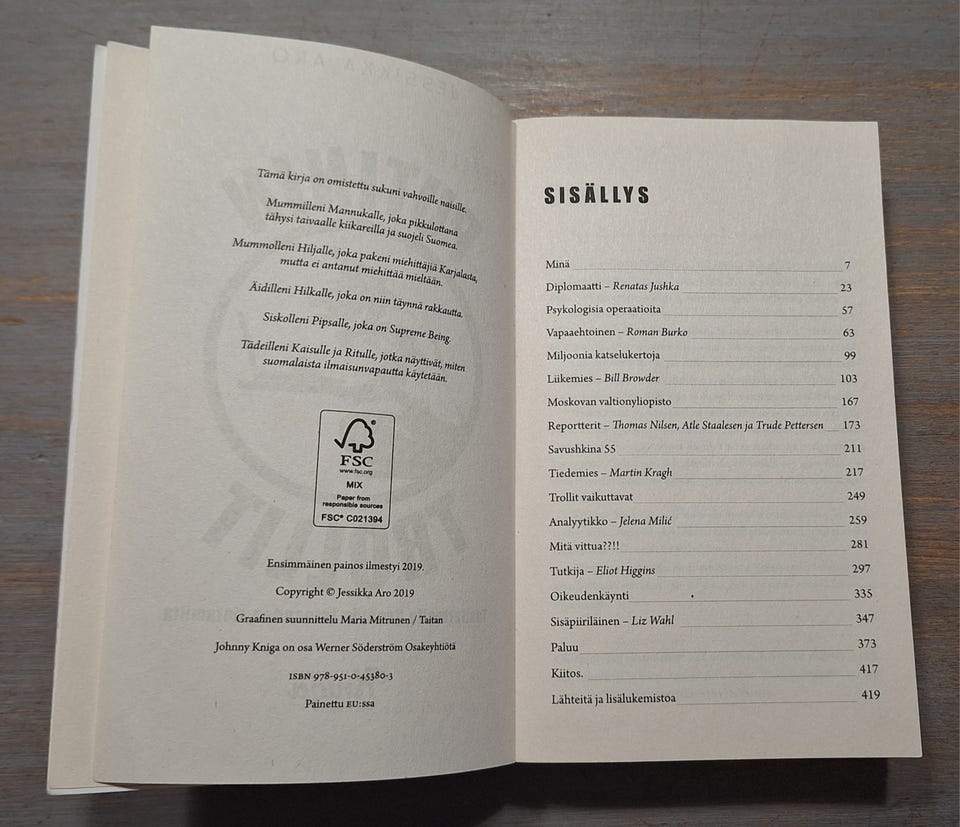 Tämä kirja on omistettu sukuni vahvoille naisille.
Mummilleni Mannukalle, joka pikkulottana
tähysi taivaalle kiikareilla ja suojeli Suomea.
Mummolleni Hiljalle, joka pakeni miehittäjiä Karjalasta,
mutta ei antanut miehittää mieltään.
Äidilleni Hilkalle, joka on niin täynnä rakkautta.
Siskolleni Pipsalle, joka on Supreme Being.
Tädeilleni Kaisulle ja Ritulle, jotka näyttivät, miten
suomalaista ilmaisunvapautta käytetään.
FSC
www.fsc.org
MIX
Paper from
responsible sources
FSC® C021394
Ensimmäinen painos ilmestyi 2019.
Copyright © Jessikka Aro 2019
Graafinen suunnittelu Maria Mitrunen / Taitan
Johnny Kniga on osa Werner Söderström Osakeyhtiötä
ISBN 978-951-0-45380-3
Painettu EU:ssa
SISÄLLYS
Minä 7
Diplomaatti – Renatas Jushka 23
Psykologisia operaatioita 57
Vapaaehtoinen – Roman Burko 63
Miljoonia katselukertoja 99
Liikemies – Bill Browder 103
Moskovan valtionyliopisto 167
Reportterit – Thomas Nilsen, Atle Staalesen ja Trude Pettersen 173
Savushkina 55 211
Tiedemies – Martin Kragh 217
Trollit vaikuttavat 249
Analyytikko – Jelena Milić 259
Mitä vittua??!! 281
Tutkija – Eliot Higgins 297
Oikeudenkäynti 335
Sisäpiiriläinen – Liz Wahl 347
Paluu 373
Kiitos. 417
Lähteitä ja lisälukemistoa 419